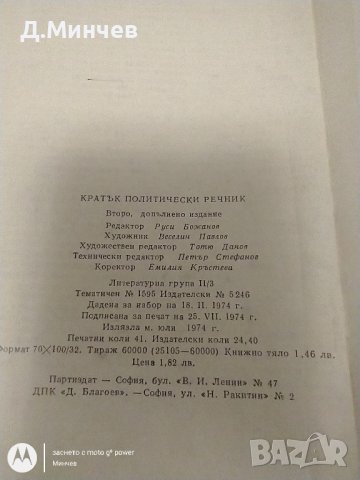 Д.Минчев
КРАТЪК ПОЛИТИЧЕСКИ РЕЧНИК
Второ, допълнено издание
Редактор Руси Божанов
Художник Веселин Павлов
Художествен редактор Тотю Данов
Технически редактор Петър Стефанов
Коректор Емилия Кръстева
Литературна група II/3
Тематичен № 1595 Издателски № 5246
Дадена за набор на 18. II. 1974 г.
Подписана за печат на 25. VII. 1974 г.
Излязла м. юли 1974 г.
Печатни коли 41. Издателски коли 24,40
Формат 70×100/32. Тираж 60000 (25105—60000) Книжно тяло 1,46 лв.
Цена 1,82 лв.
Партиздат — София, бул. „В. И. Ленин" № 47
ДПК „Д. Благоев", —София, ул. „Н. Ракитин" № 2
заснето с moto g⁹ power
Минчев
BAZAR